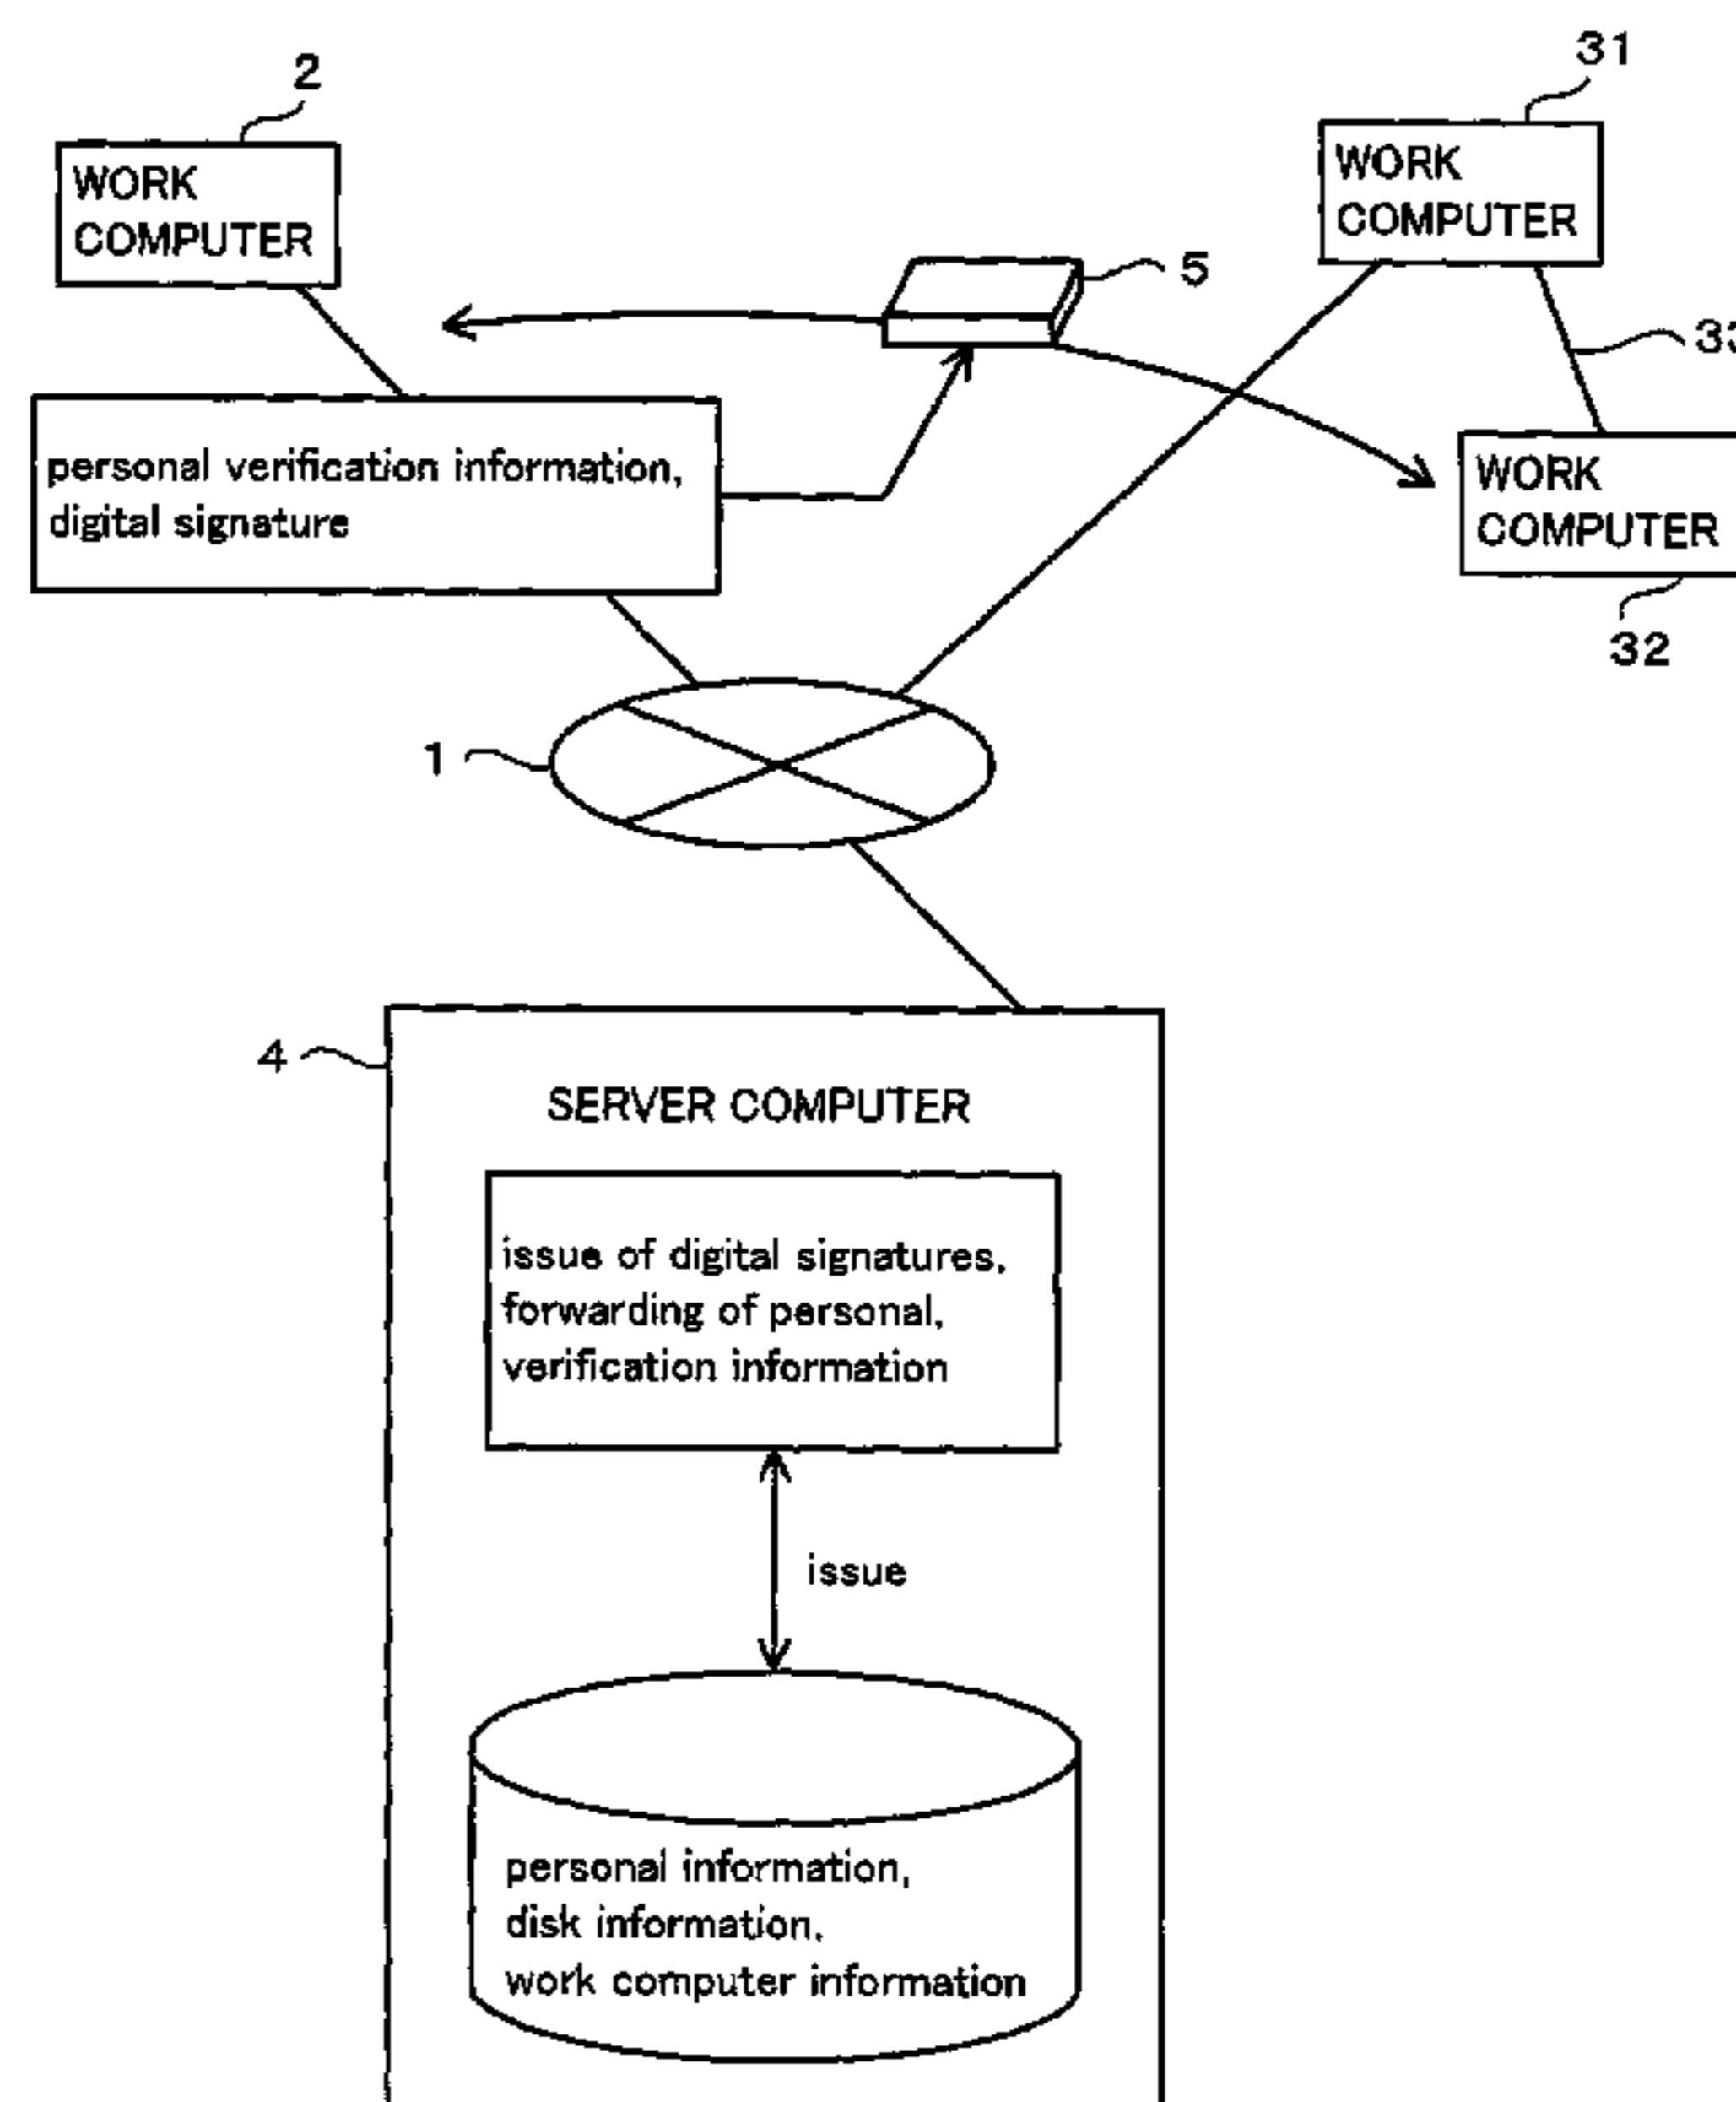 2
31
WORK
COMPUTER
WORK
COMPUTER
5
33
personal verification information,
digital signature
WORK
COMPUTER
32
1
4
SERVER COMPUTER
issue of digital signatures,
forwarding of personal,
verification information
issue
personal information,
disk information,
work computer information